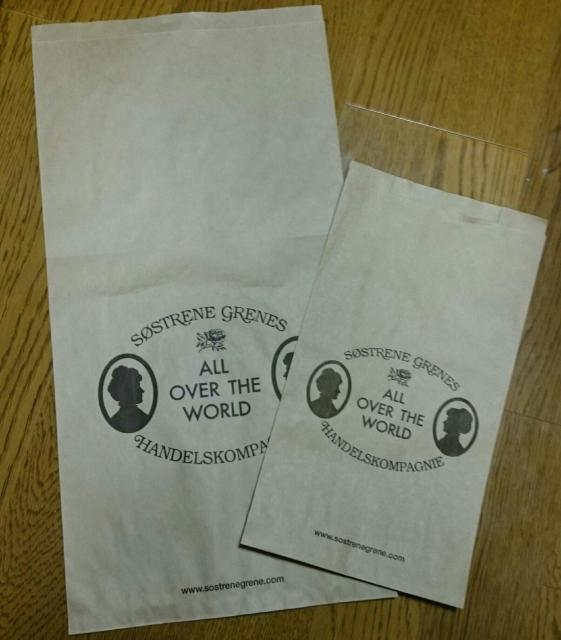 SØSTRENE GRENES
ALL
OVER THE
WORLD
HANDELSKOMPA
www.sostrenegrene.com
SØSTRENE GRENES
ALL
OVER THE
WORLD
HANDELSKOMPAGNIE
www.sostrenegrene.com